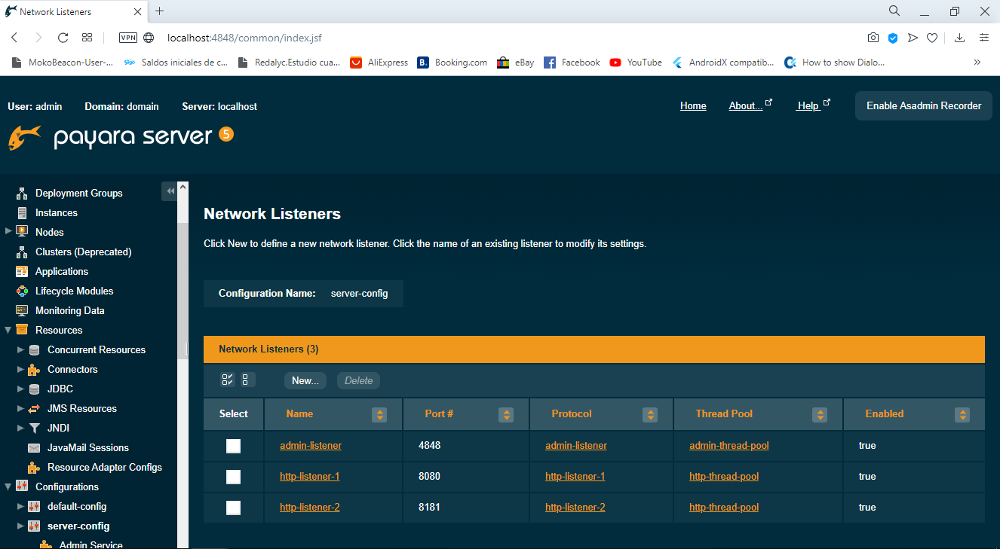 Network Listeners
VPN
localhost:4848/common/index.jsf
MokoBeacon-User-... Saldos iniciales de c... Redalyc.Estudio cua... AliExpress B. Booking.com eBay Facebook YouTube AndroidX compatib... How to show Dialo... »
User: admin Domain: domain Server: localhost
Home About... Help Enable Asadmin Recorder
payara server 5
Deployment Groups
Instances
Nodes
Clusters (Deprecated)
Applications
Lifecycle Modules
Monitoring Data
Resources
Concurrent Resources
Connectors
JDBC
JMS Resources
JNDI
JavaMail Sessions
Resource Adapter Configs
Configurations
default-config
server-config
Admin Service
Network Listeners
Click New to define a new network listener. Click the name of an existing listener to modify its settings.
Configuration Name: server-config
Network Listeners (3)
New... Delete
Select Name Port # Protocol Thread Pool Enabled
admin-listener 4848 admin-listener admin-thread-pool true
http-listener-1 8080 http-listener-1 http-thread-pool true
http-listener-2 8181 http-listener-2 http-thread-pool true